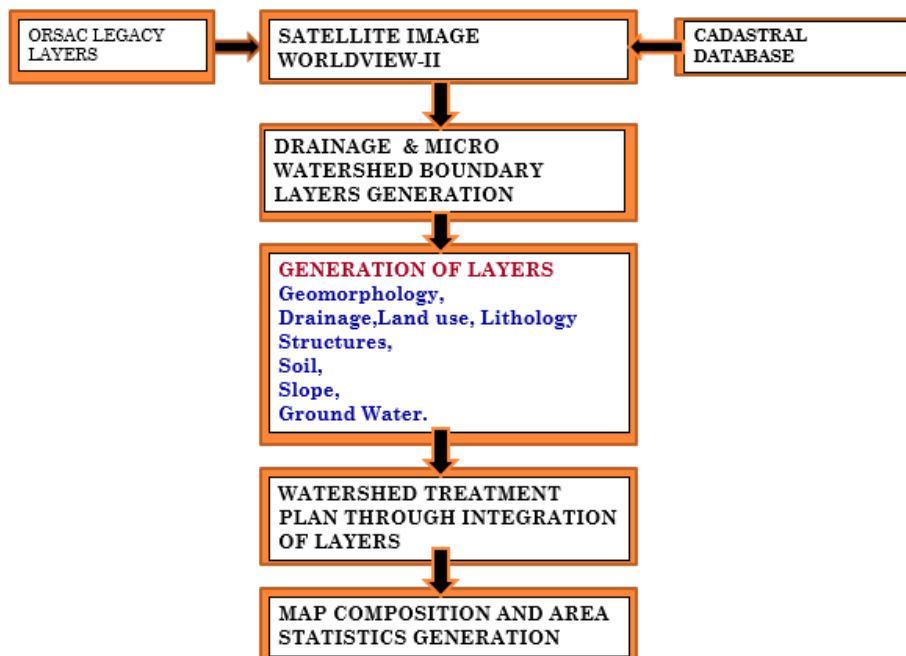 ORSAC LEGACY
LAYERS
SATELLITE IMAGE
WORLDVIEW-II
CADASTRAL
DATABASE
DRAINAGE & MICRO
WATERSHED BOUNDARY
LAYERS GENERATION
GENERATION OF LAYERS
Geomorphology,
Drainage,Land use, Lithology
Structures,
Soil,
Slope,
Ground Water.
WATERSHED TREATMENT
PLAN THROUGH INTEGRATION
OF LAYERS
MAP COMPOSITION AND AREA
STATISTICS GENERATION